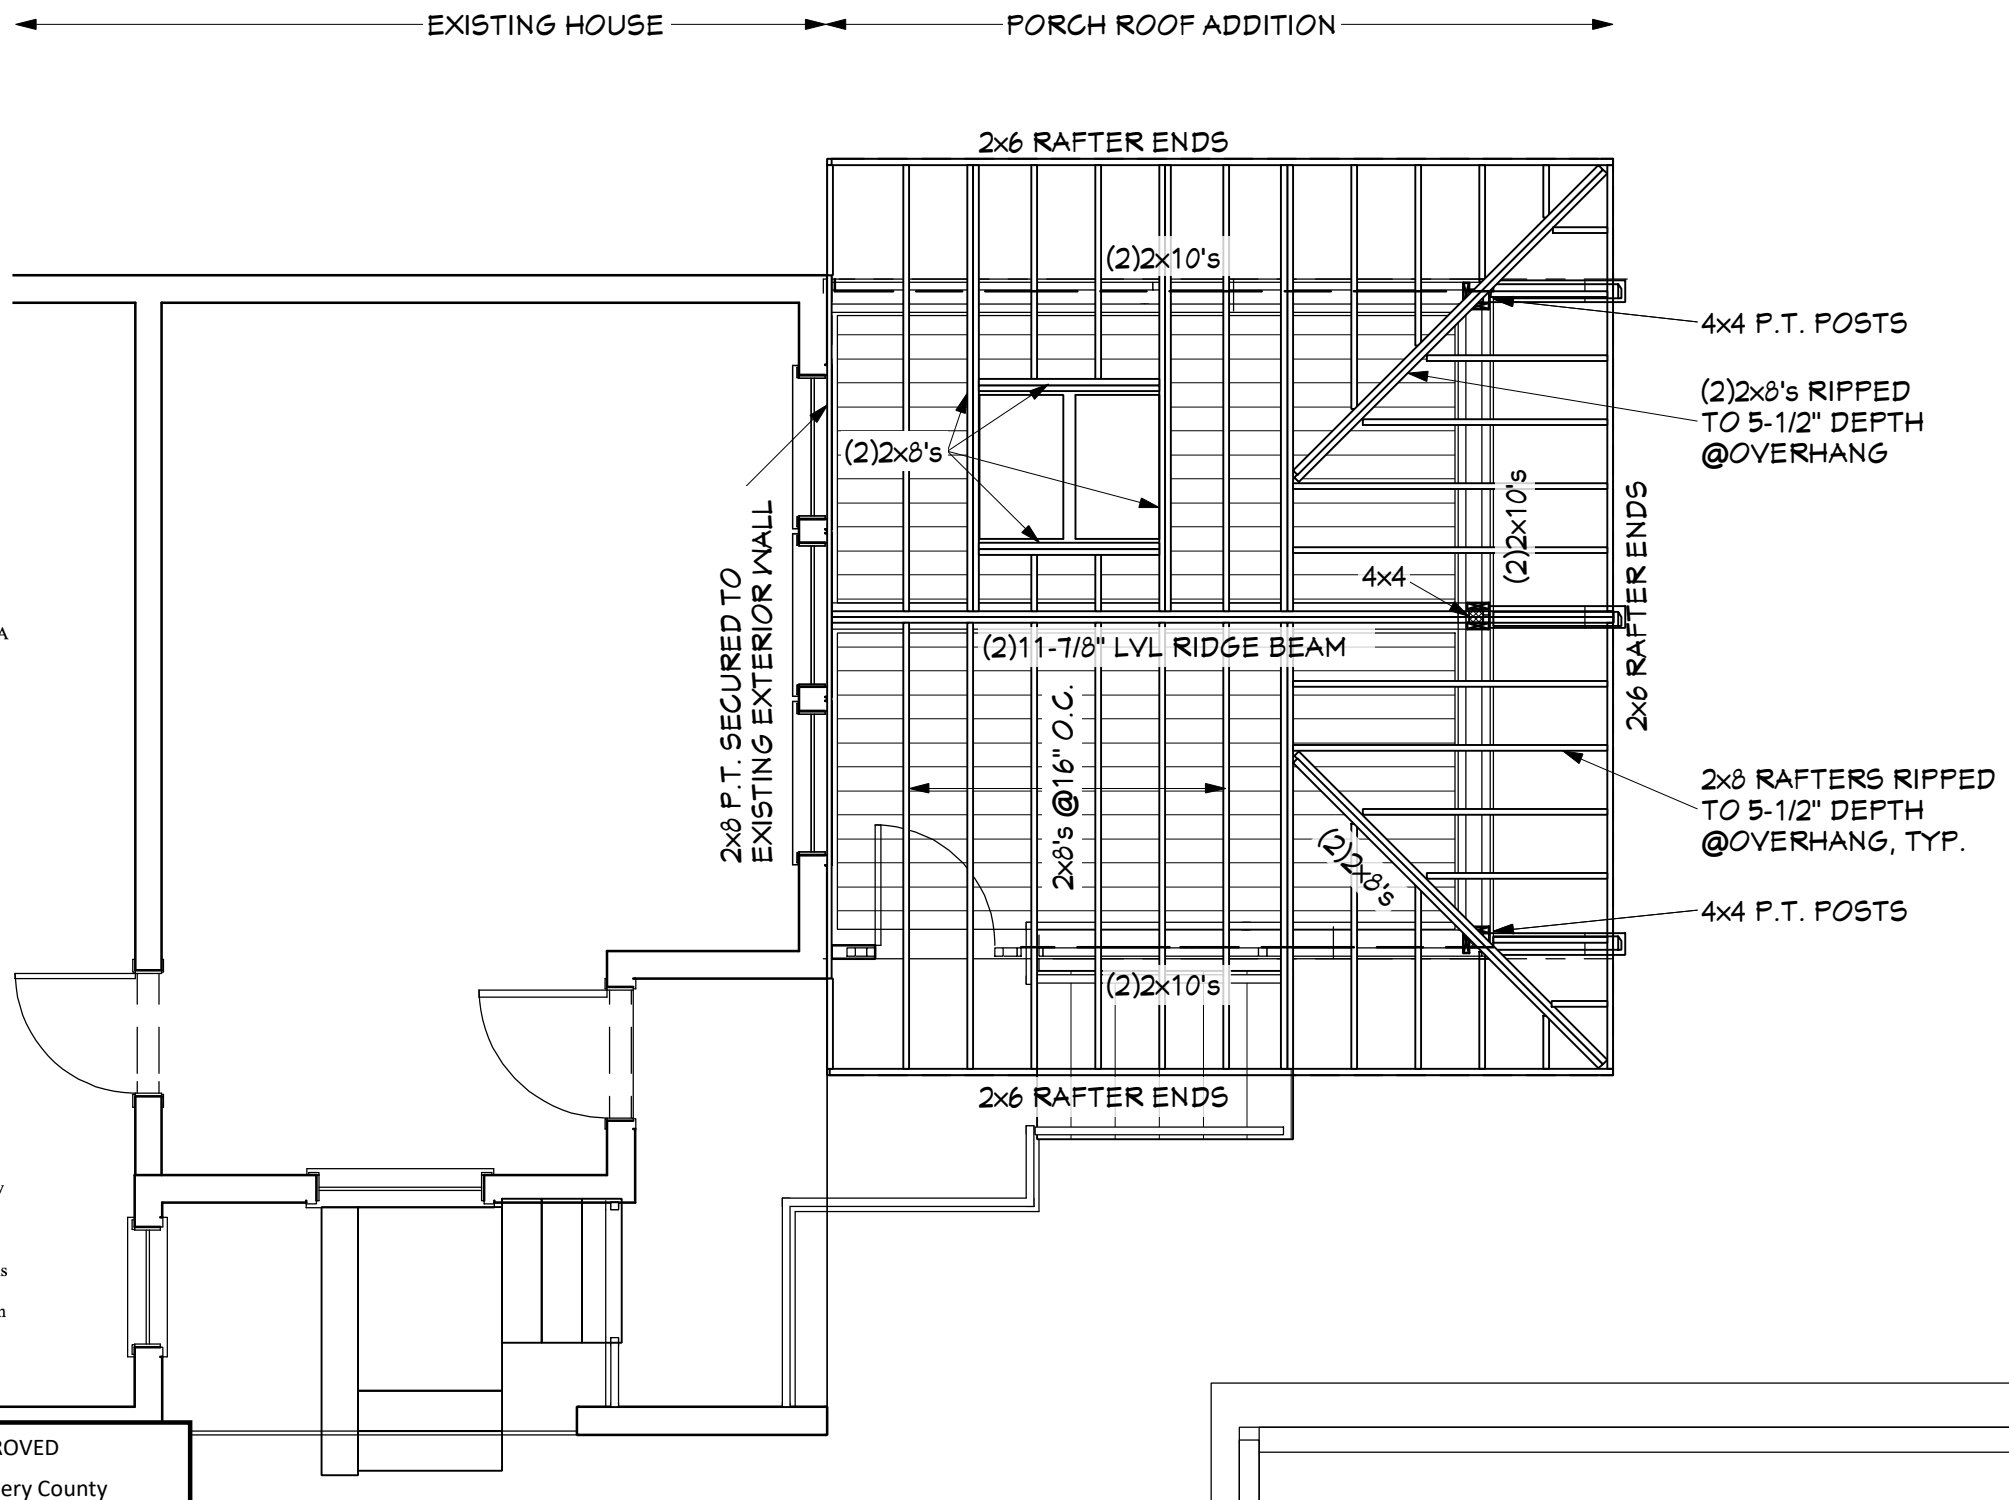 EXISTING HOUSE
PORCH ROOF ADDITION
2x6 RAFTER ENDS
(2)2x10's
4x4 P.T. POSTS
(2)2x8's RIPPED
TO 5-1/2" DEPTH
@OVERHANG
(2)2x8's
(2)2x10's
2x6 RAFTER ENDS
4x4
2x8 P.T. SECURED TO
EXISTING EXTERIOR WALL
(2)11-7/8" LVL RIDGE BEAM
2x8's @16" O.C.
2x8 RAFTERS RIPPED
TO 5-1/2" DEPTH
@OVERHANG, TYP.
(2)2x8's
4x4 P.T. POSTS
(2)2x10's
2x6 RAFTER ENDS
A
ROVED
ery County